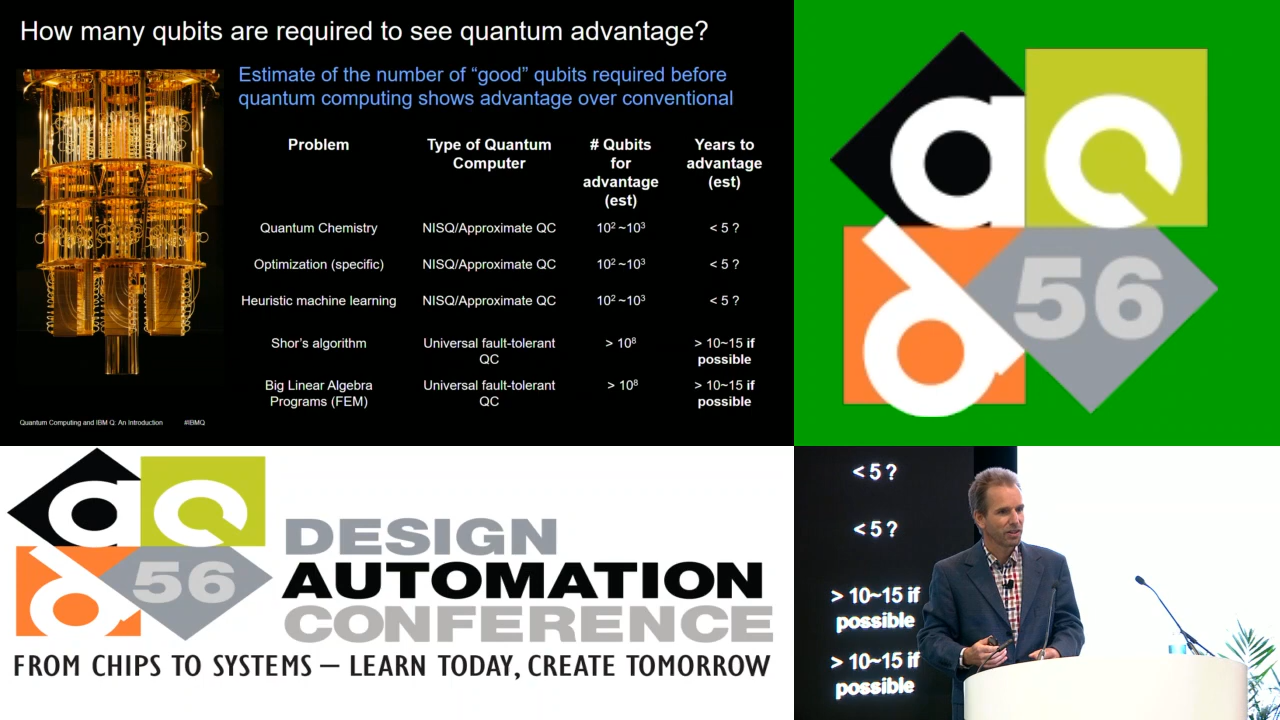 How many qubits are required to see quantum advantage?
Estimate of the number of “good” qubits required before
quantum computing shows advantage over conventional
Problem
Type of Quantum
Computer
# Qubits
for
advantage
(est)
Years to
advantage
(est)
Quantum Chemistry NISQ/Approximate QC 10² ~10³ < 5 ?
Optimization (specific) NISQ/Approximate QC 10² ~10³ < 5 ?
Heuristic machine learning NISQ/Approximate QC 10² ~10³ < 5 ?
Shor’s algorithm Universal fault-tolerant > 10⁸ > 10~15 if
QC possible
Big Linear Algebra Universal fault-tolerant > 10⁸ > 10~15 if
Programs (FEM) QC possible
Quantum Computing and IBM Q: An Introduction #IBMQ
dac
56
dac
56
DESIGN
AUTOMATION
CONFERENCE
FROM CHIPS TO SYSTEMS – LEARN TODAY, CREATE TOMORROW
< 5 ?
< 5 ?
> 10~15 if
possible
> 10~15 if
possible